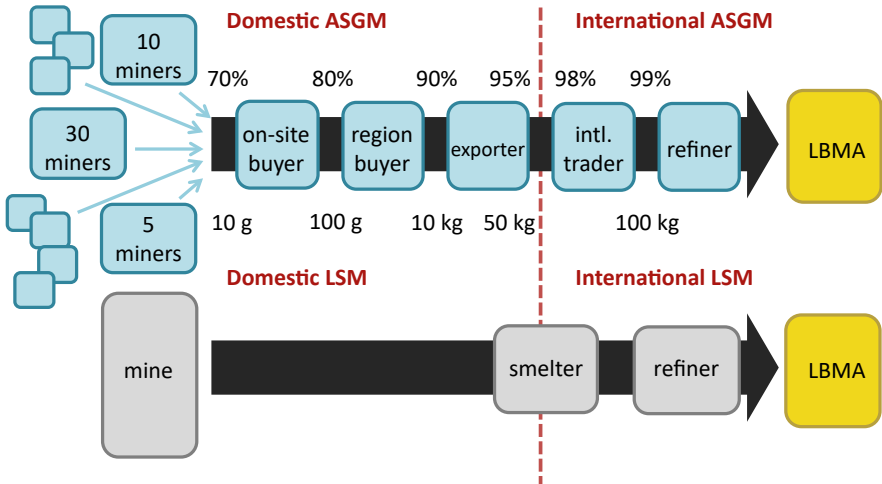 Domestic ASGM
International ASGM
10
miners
70%
80%
90%
95%
98%
99%
30
miners
on-site
buyer
region
buyer
exporter
intl.
trader
refiner
LBMA
5
miners
10 g
100 g
10 kg
50 kg
100 kg
Domestic LSM
International LSM
mine
smelter
refiner
LBMA